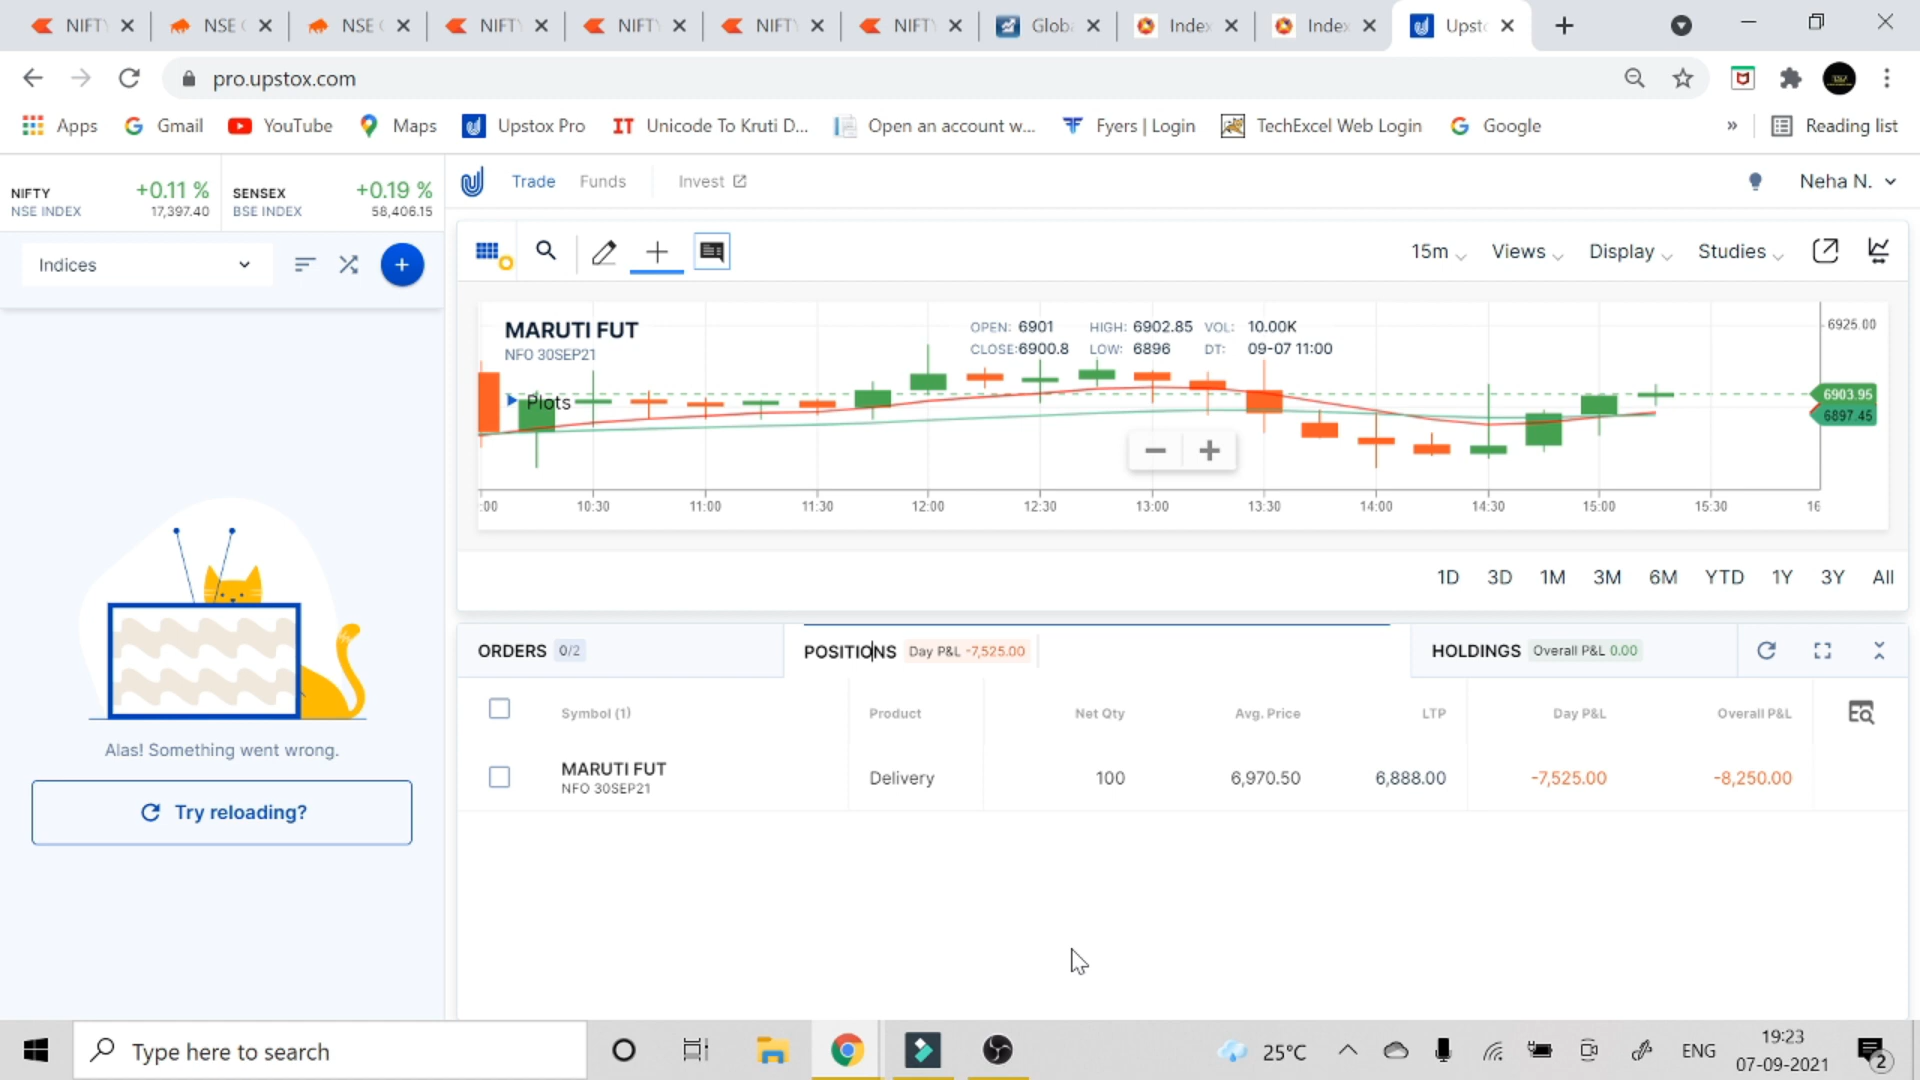 NIFTY NSE ( NSE ( NIFTY NIFTY NIFTY NIFTY Globa Index Index Upsto
pro.upstox.com
Apps Gmail YouTube Maps Upstox Pro IT Unicode To Kruti D... Open an account w... Fyers | Login TechExcel Web Login Google » Reading list
NIFTY +0.11 % SENSEX +0.19 %
NSE INDEX 17,397.40 BSE INDEX 58,406.15
Trade Funds Invest Neha N.
Indices
15m Views Display Studies
MARUTI FUT
NFO 30SEP21
OPEN: 6901 HIGH: 6902.85 VOL: 10.00K
CLOSE:6900.8 LOW: 6896 DT: 09-07 11:00
6925.00
Plots
6903.95
6897.45
:00 10:30 11:00 11:30 12:00 12:30 13:00 13:30 14:00 14:30 15:00 15:30 16
1D 3D 1M 3M 6M YTD 1Y 3Y All
ORDERS 0/2 POSITIONS Day P&L -7,525.00 HOLDINGS Overall P&L 0.00
Symbol (1) Product Net Qty Avg. Price LTP Day P&L Overall P&L
MARUTI FUT Delivery 100 6,970.50 6,888.00 -7,525.00 -8,250.00
NFO 30SEP21
Alas! Something went wrong.
Try reloading?
Type here to search
25°C ENG 19:23
07-09-2021 2